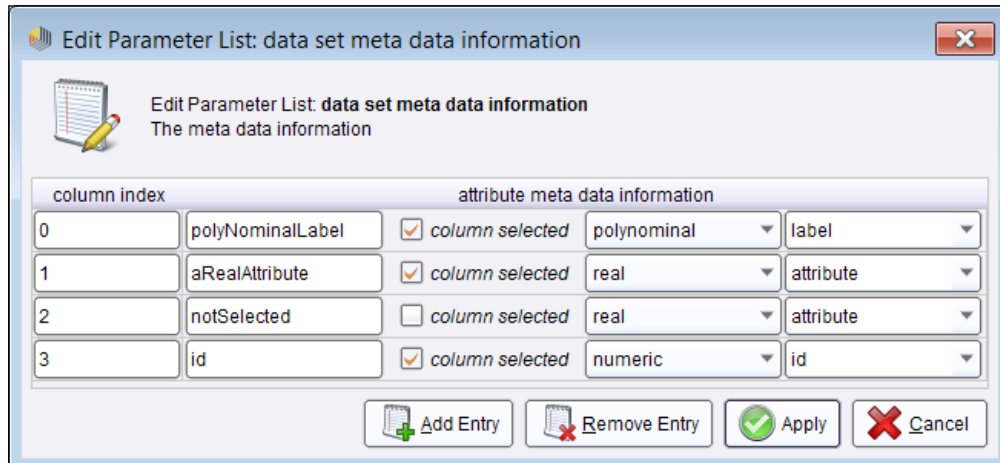 Edit Parameter List: data set meta data information
Edit Parameter List: data set meta data information
The meta data information
column index attribute meta data information
0 polyNominalLabel column selected polynominal label
1 aRealAttribute column selected real attribute
2 notSelected column selected real attribute
3 id column selected numeric id
Add Entry Remove Entry Apply Cancel